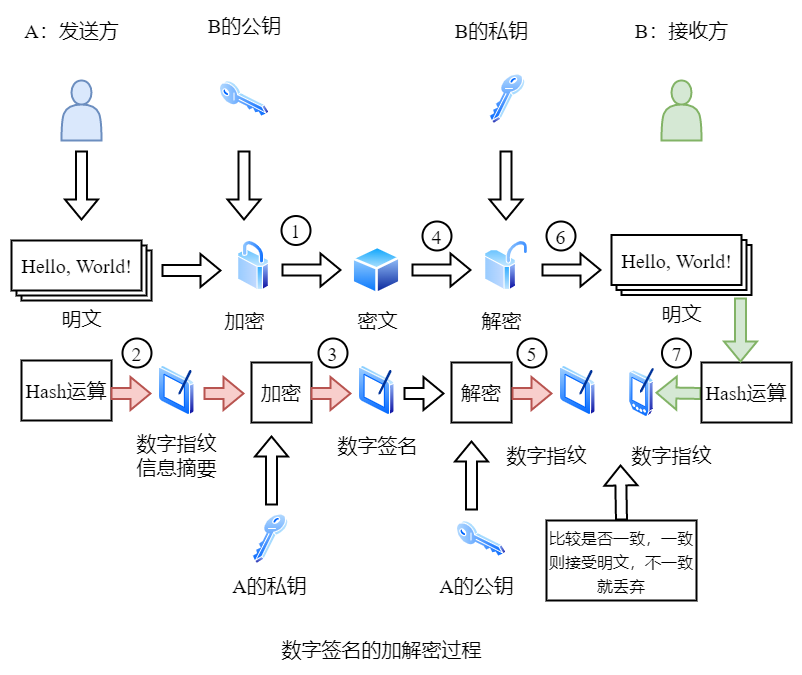 A：发送方
B的公钥
B的私钥
B：接收方
1
4
6
Hello, World!
Hello, World!
明文
加密
密文
解密
明文
2
3
5
7
Hash运算
加密
解密
Hash运算
数字指纹
信息摘要
数字签名
数字指纹
数字指纹
A的私钥
A的公钥
比较是否一致，一致
则接受明文，不一致
就丢弃
数字签名的加解密过程